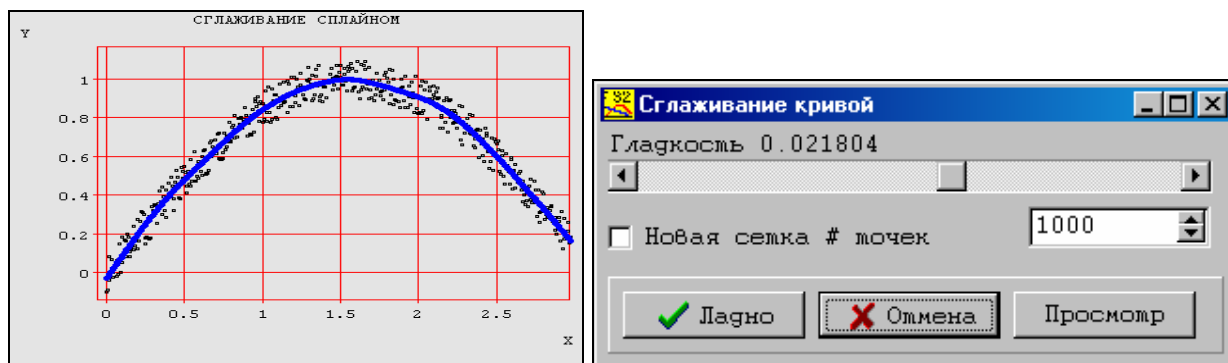 СГЛАЖИВАНИЕ СПЛАЙНОМ
Y
1
0.8
0.6
0.4
0.2
0
0 0.5 1 1.5 2 2.5
X
32
Сглаживание кривой
Гладкость 0.021804
Новая сетка # точек 1000
Ладно Отмена Просмотр